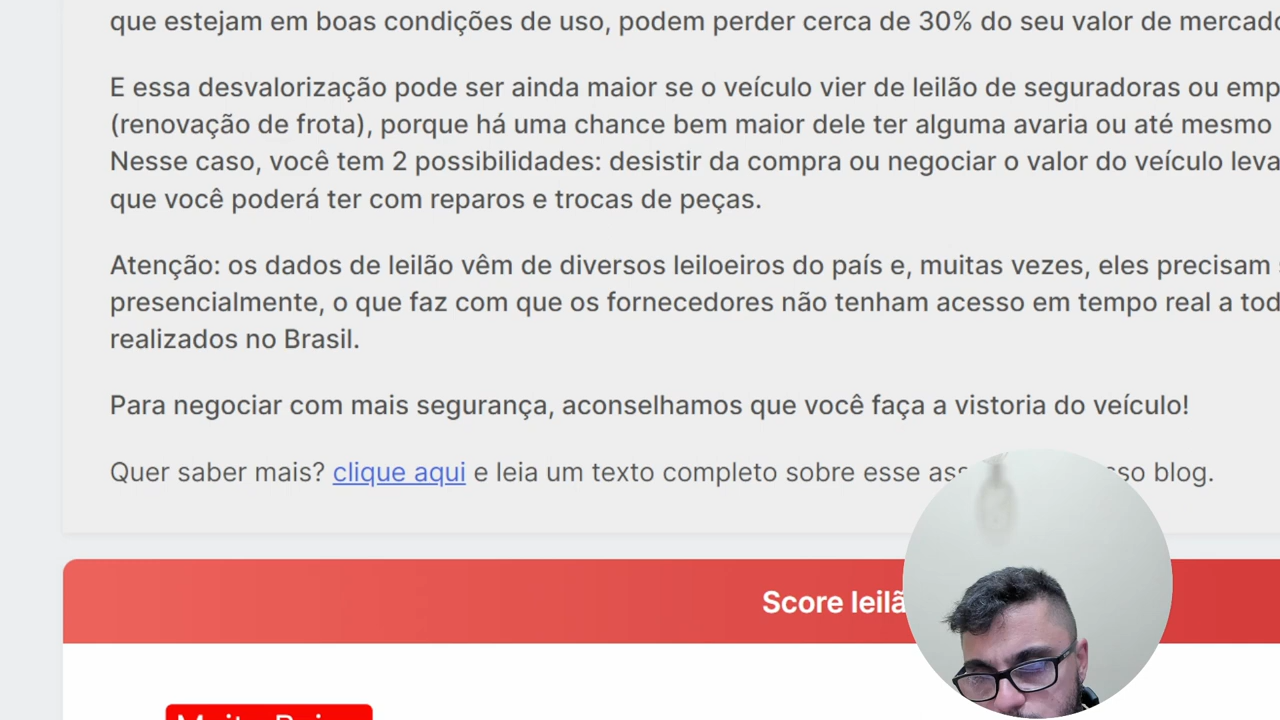 que estejam em boas condições de uso, podem perder cerca de 30% do seu valor de mercado
E essa desvalorização pode ser ainda maior se o veículo vier de leilão de seguradoras ou
(renovação de frota), porque há uma chance bem maior dele ter alguma avaria ou até mesmo
Nesse caso, você tem 2 possibilidades: desistir da compra ou negociar o valor do veículo
que você poderá ter com reparos e trocas de peças.
Atenção: os dados de leilão vêm de diversos leiloeiros do país e, muitas vezes, eles precisam
presencialmente, o que faz com que os fornecedores não tenham acesso em tempo real a
realizados no Brasil.
Para negociar com mais segurança, aconselhamos que você faça a vistoria do veículo!
Quer saber mais? clique aqui e leia um texto completo sobre esse blog.
Score